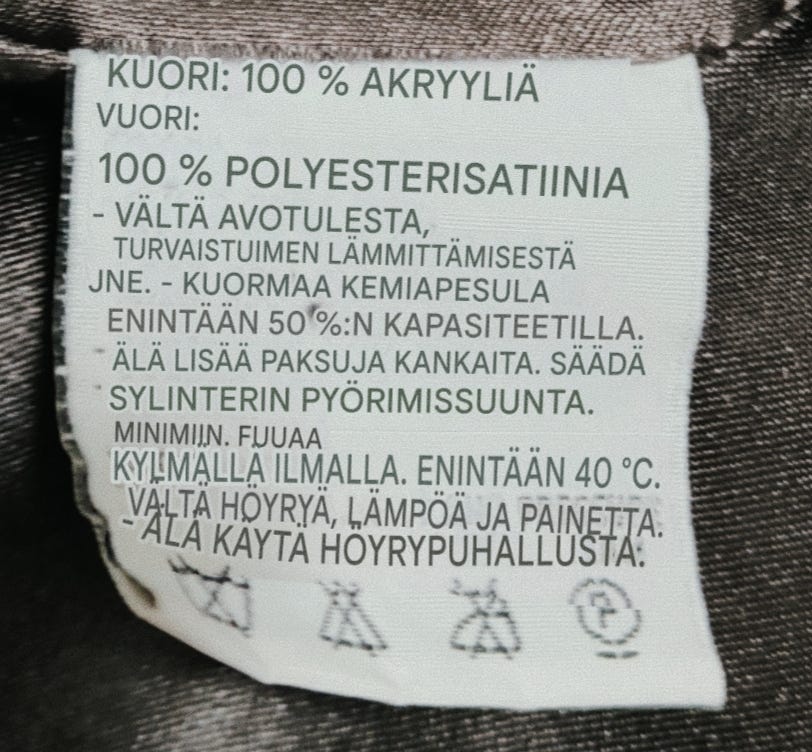 KUORI: 100 % AKRYYLIÄ
VUORI:
100 % POLYESTERISATIINIA
- VÄLTÄ AVOTULESTA,
TURVAISTUIMEN LÄMMITTÄMISESTÄ
JNE. - KUORMAA KEMIAPESULA
ENINTÄÄN 50 %:N KAPASITEETILLA.
- ÄLÄ LISÄÄ PAKSUJA KANKAITA. SÄÄDÄ
SYLINTERIN PYÖRIMISSUUNTA.
MINIMIIN. FUUAA
KYLMÄLLÄ ILMALLA. ENINTÄÄN 40 °C.
VÄLTÄ HÖYRYÄ, LÄMPÖÄ JA PAINETTA.
- ÄLÄ KÄYTÄ HÖYRYPUHALLUSTA.
P